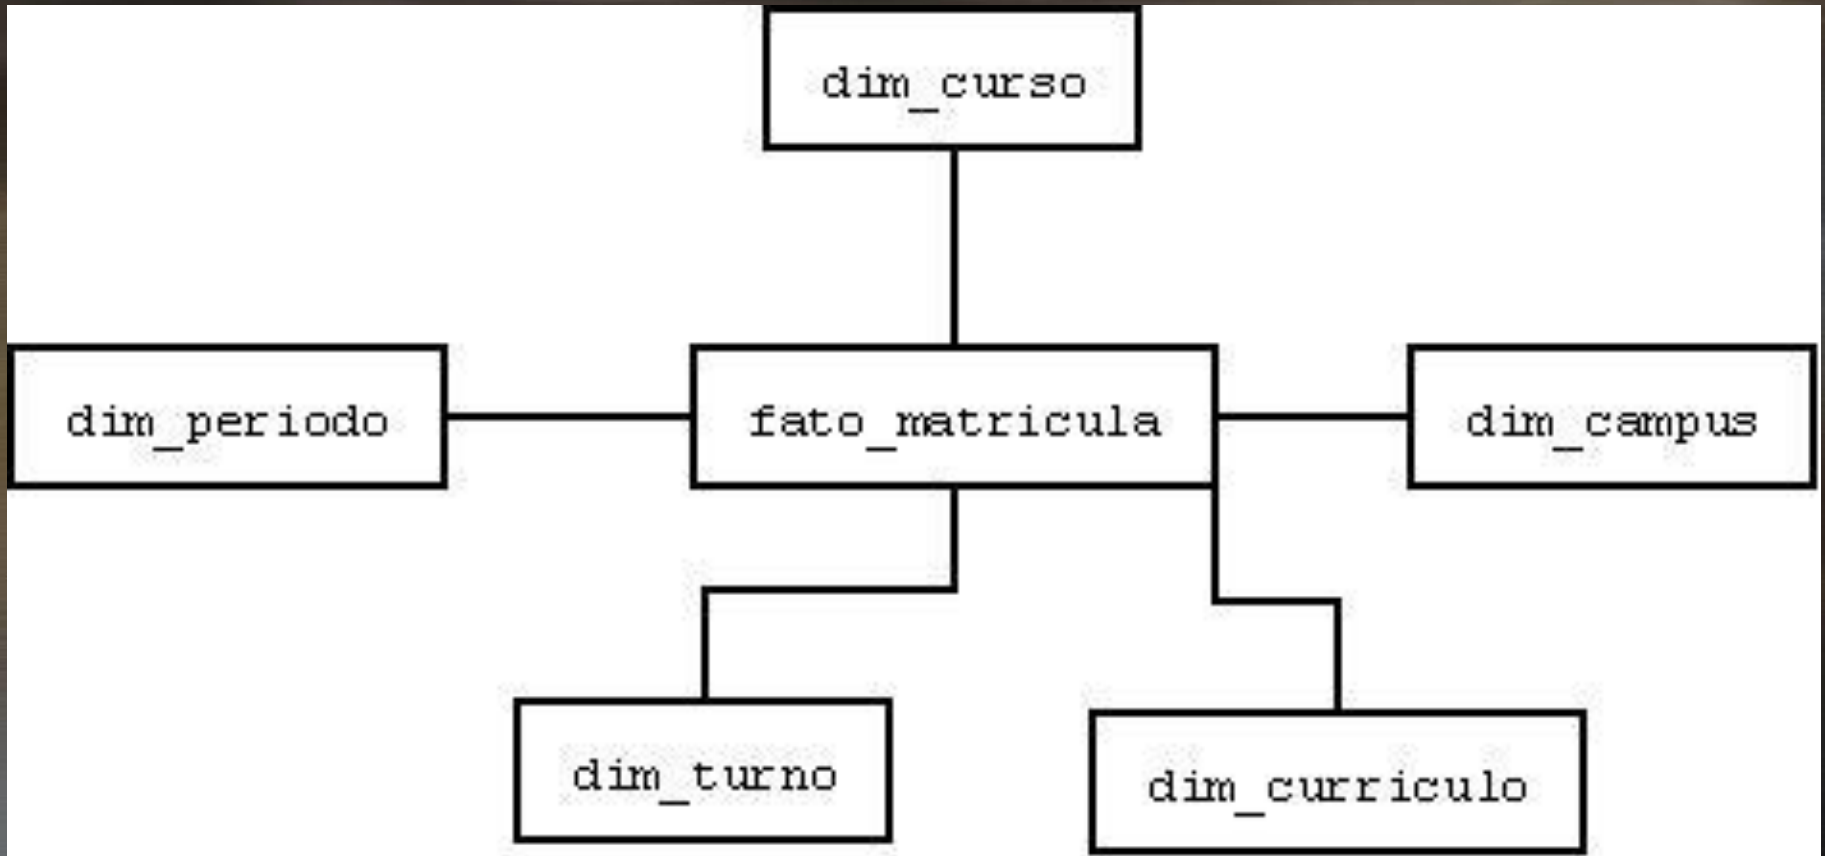 dim_curso
dim_periodo
fato_matricula
dim_campus
dim_turno
dim_curriculo